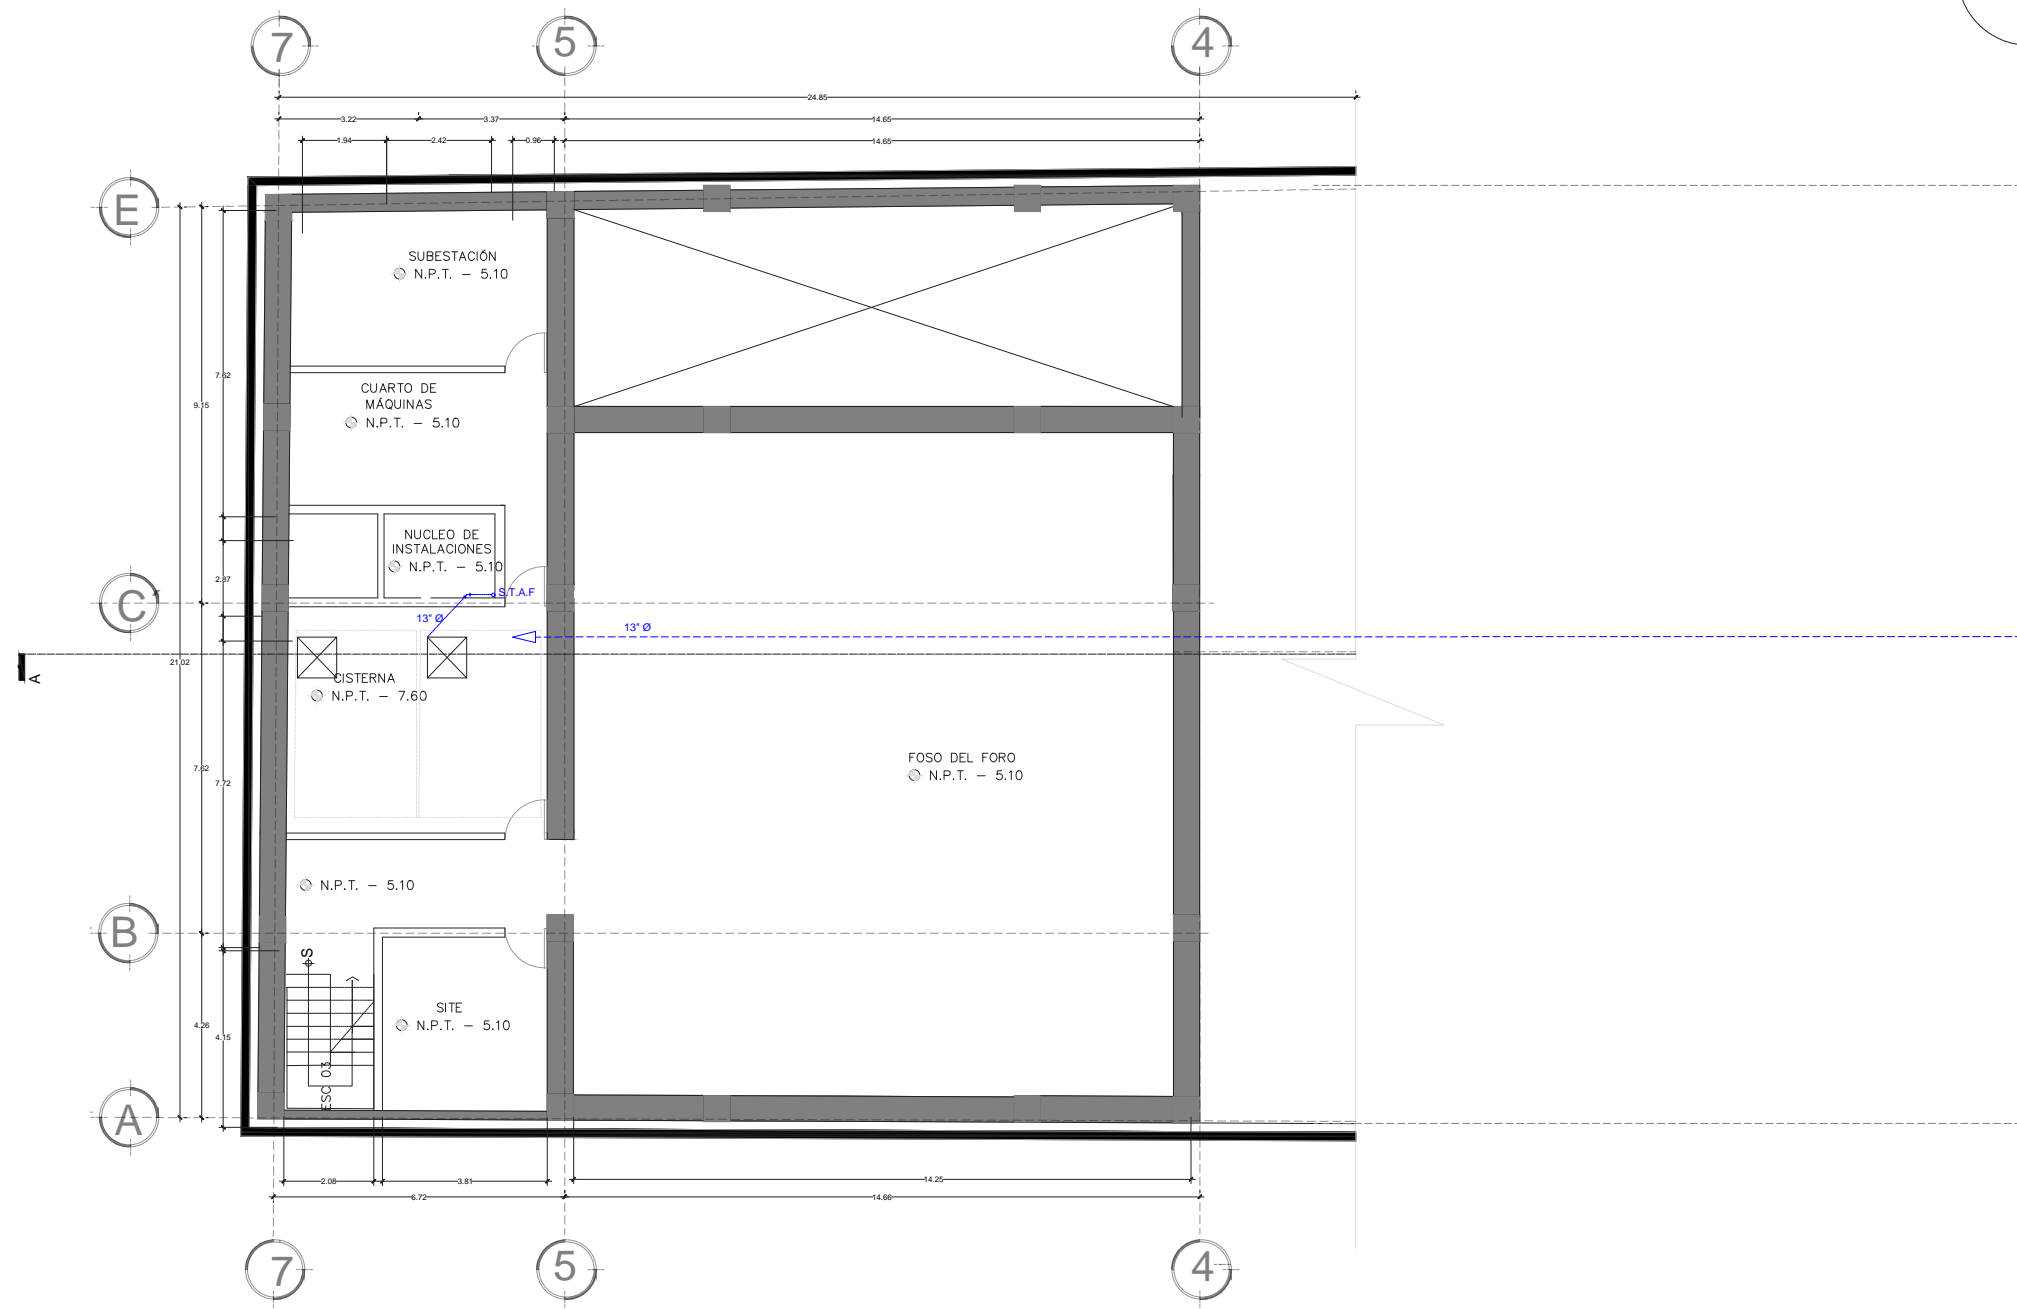 7 5 4
24.85
3.22 3.37 14.65
1.94 2.42 0.96 14.65
E
SUBESTACIÓN
N.P.T. – 5.10
7.62
CUARTO DE
MÁQUINAS
9.15
N.P.T. – 5.10
NUCLEO DE
INSTALACIONES
N.P.T. – 5.10
2.87
S.T.A.F
C´
13" Ø
13" Ø
21.02
A
CISTERNA
N.P.T. – 7.60
FOSO DEL FORO
7.62
N.P.T. – 5.10
7.72
N.P.T. – 5.10
B
S
SITE
4.26
N.P.T. – 5.10
4.15
ESC 03
A
2.08 3.81 14.25
6.72 14.66
7 5 4